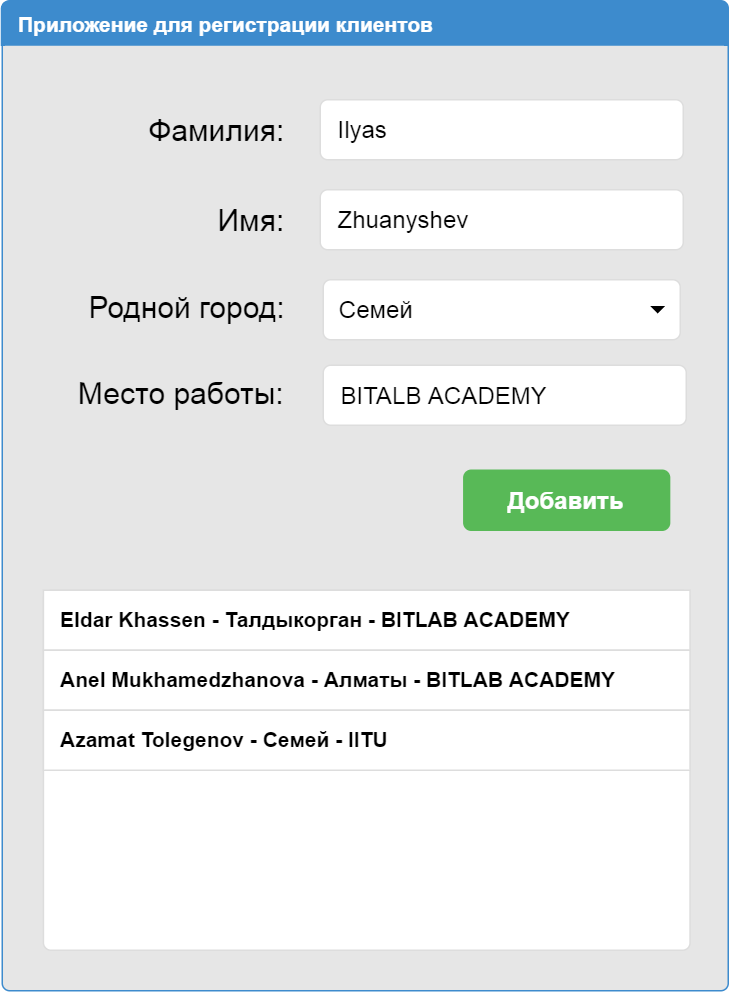 Приложение для регистрации клиентов
Фамилия: Ilyas
Имя: Zhuanyshev
Родной город: Семей
Место работы: BITALB ACADEMY
Добавить
Eldar Khassen - Талдыкорган - BITLAB ACADEMY
Anel Mukhamedzhanova - Алматы - BITLAB ACADEMY
Azamat Tolegenov - Семей - IITU